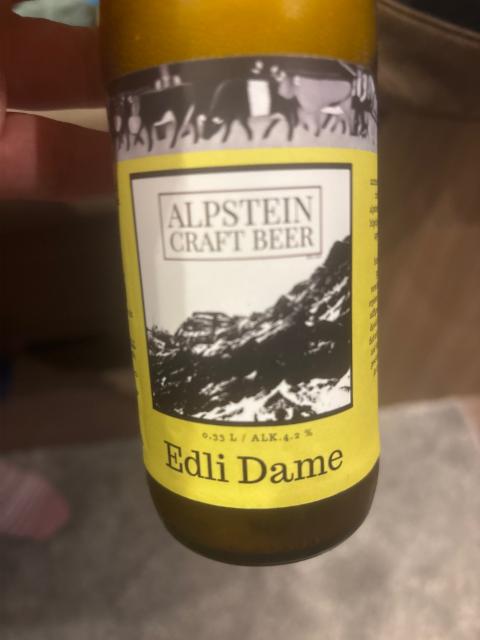 ALPSTEIN
CRAFT BEER
0.33 L / ALK.4.2 %
Edli Dame